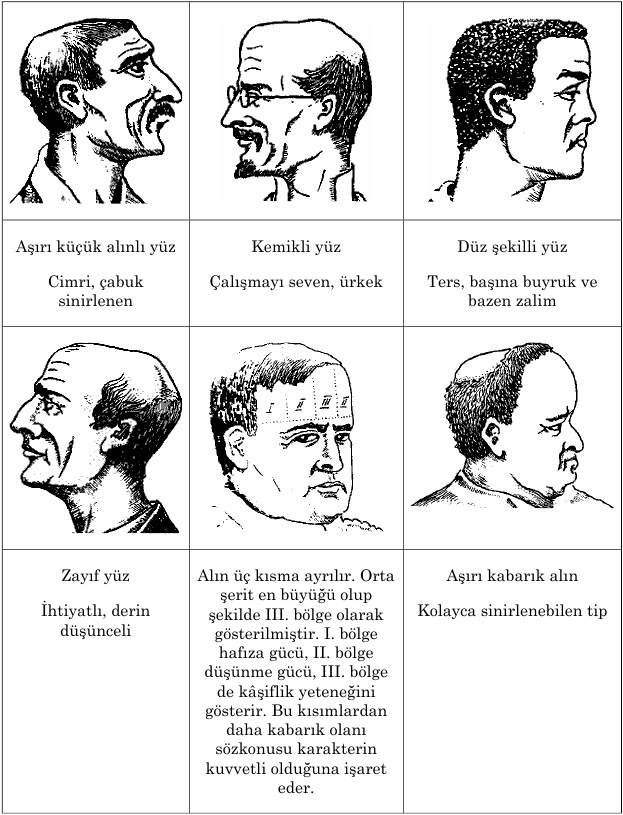 Aşırı küçük alınlı yüz
Cimri, çabuk
sinirlenen
Kemikli yüz
Çalışmayı seven, ürkek
Düz şekilli yüz
Ters, başına buyruk ve
bazen zalim
I II III II
Zayıf yüz
İhtiyatlı, derin
düşünceli
Alın üç kısma ayrılır. Orta
şerit en büyüğü olup
şekilde III. bölge olarak
gösterilmiştir. I. bölge
hafıza gücü, II. bölge
düşünme gücü, III. bölge
de kâşiflik yeteneğini
gösterir. Bu kısımlardan
daha kabarık olanı
sözkonusu karakterin
kuvvetli olduğuna işaret
eder.
Aşırı kabarık alın
Kolayca sinirlenebilen tip